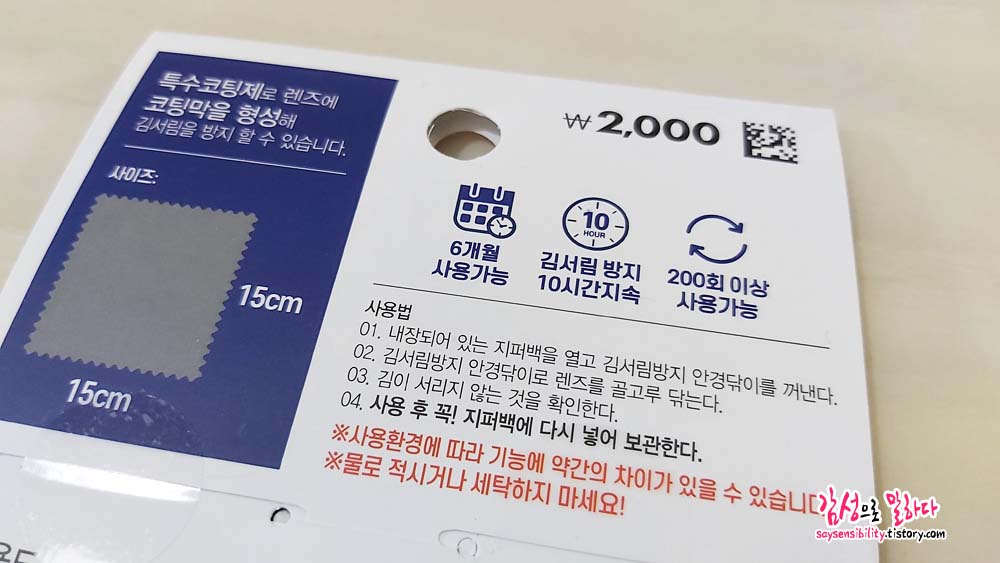 특수코팅제로 렌즈에
코팅막을 형성해
김서림을 방지 할 수 있습니다.
사이즈:
15cm
15cm
₩2,000
6개월
사용가능
10
HOUR
김서림 방지
10시간지속
200회 이상
사용가능
사용법
01. 내장되어 있는 지퍼백을 열고 김서림방지 안경닦이를 꺼낸다.
02. 김서림방지 안경닦이로 렌즈를 골고루 닦는다.
03. 김이 서리지 않는 것을 확인한다.
04. 사용 후 꼭! 지퍼백에 다시 넣어 보관한다.
※사용환경에 따라 기능에 약간의 차이가 있을 수 있습니다
※물로 적시거나 세탁하지 마세요!
감성으로 말하다
saysensibility.tistory.com